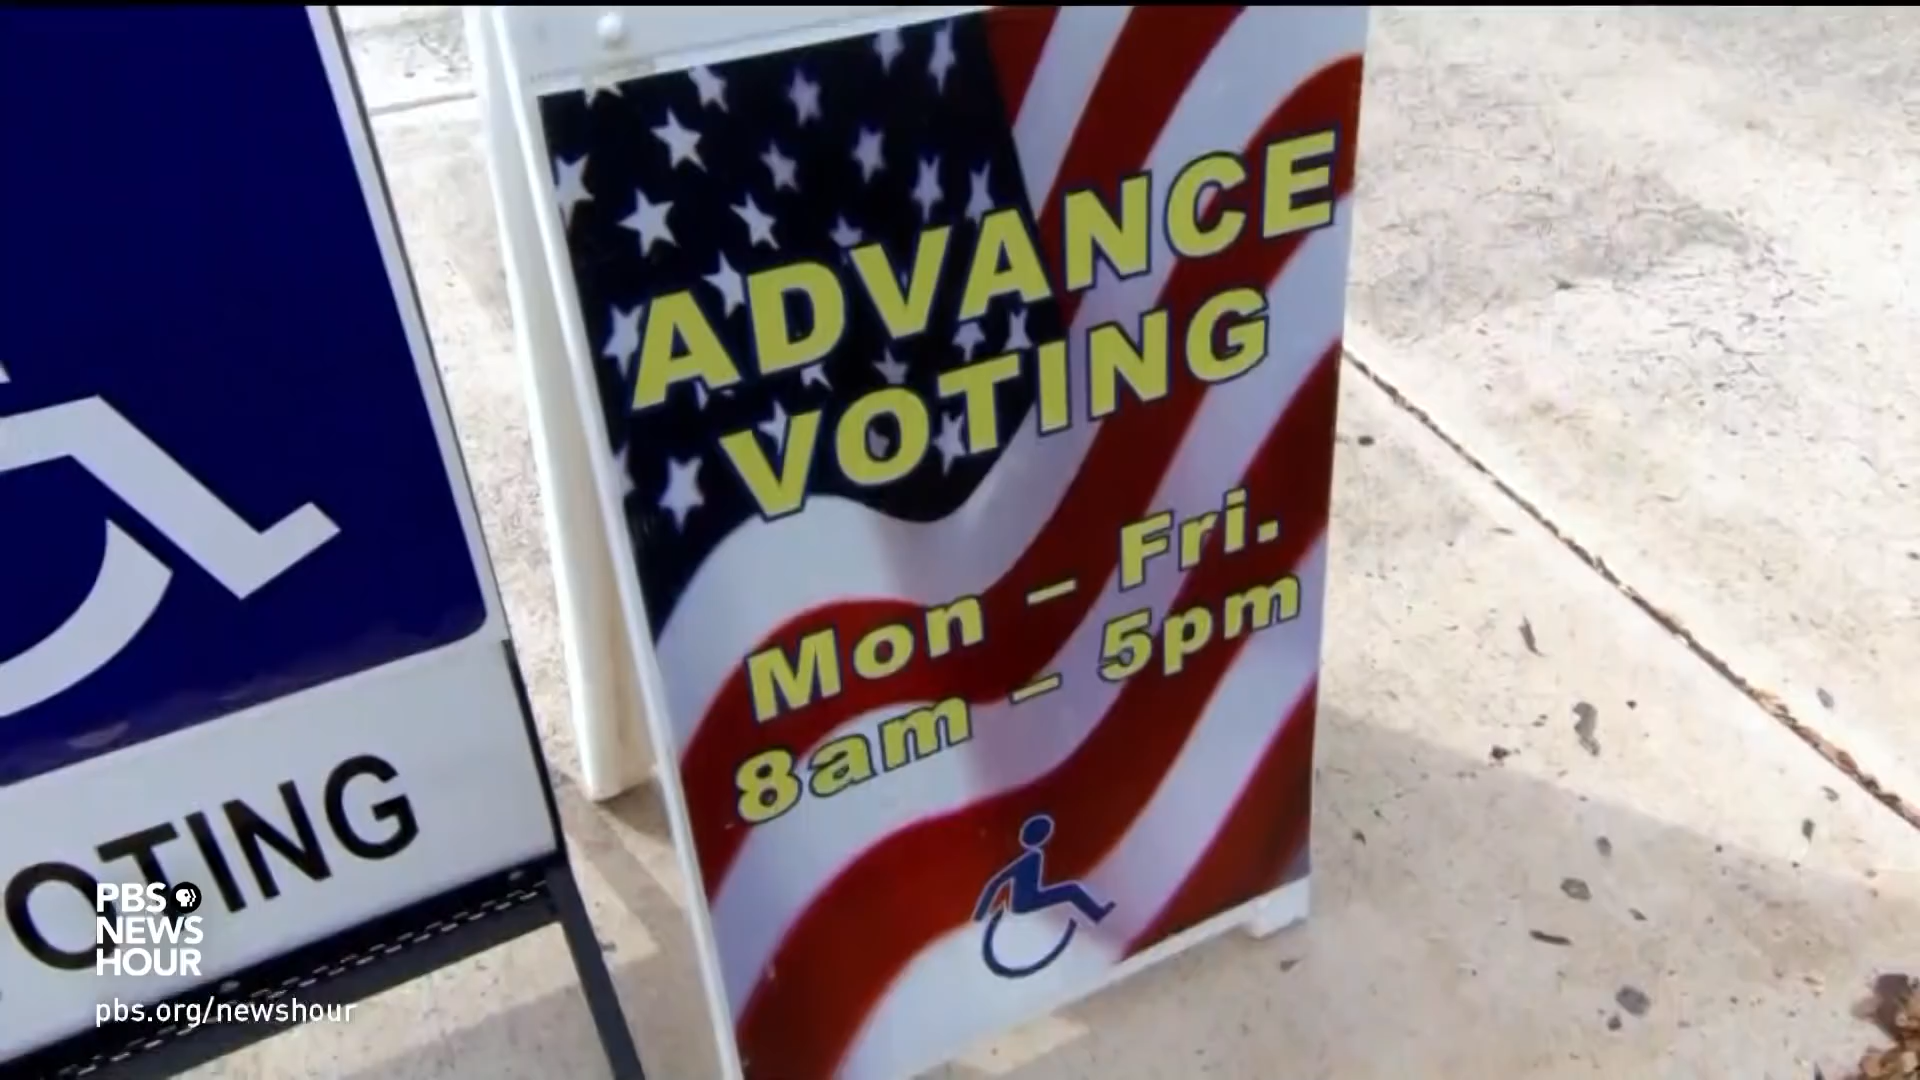 ADVANCE
VOTING
Mon – Fri.
8am – 5pm
OTING
PBS
NEWS
HOUR
pbs.org/newshour